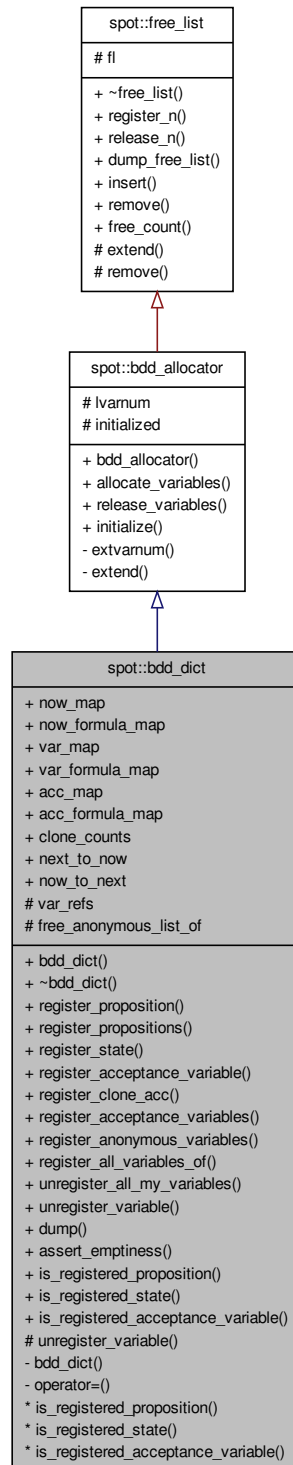 spot::free_list
# fl
+ ~free_list()
+ register_n()
+ release_n()
+ dump_free_list()
+ insert()
+ remove()
+ free_count()
# extend()
# remove()
spot::bdd_allocator
# lvarnum
# initialized
+ bdd_allocator()
+ allocate_variables()
+ release_variables()
+ initialize()
- extvarnum()
- extend()
spot::bdd_dict
+ now_map
+ now_formula_map
+ var_map
+ var_formula_map
+ acc_map
+ acc_formula_map
+ clone_counts
+ next_to_now
+ now_to_next
# var_refs
# free_anonymous_list_of
+ bdd_dict()
+ ~bdd_dict()
+ register_proposition()
+ register_propositions()
+ register_state()
+ register_acceptance_variable()
+ register_clone_acc()
+ register_acceptance_variables()
+ register_anonymous_variables()
+ register_all_variables_of()
+ unregister_all_my_variables()
+ unregister_variable()
+ dump()
+ assert_emptiness()
+ is_registered_proposition()
+ is_registered_state()
+ is_registered_acceptance_variable()
# unregister_variable()
- bdd_dict()
- operator=()
* is_registered_proposition()
* is_registered_state()
* is_registered_acceptance_variable()